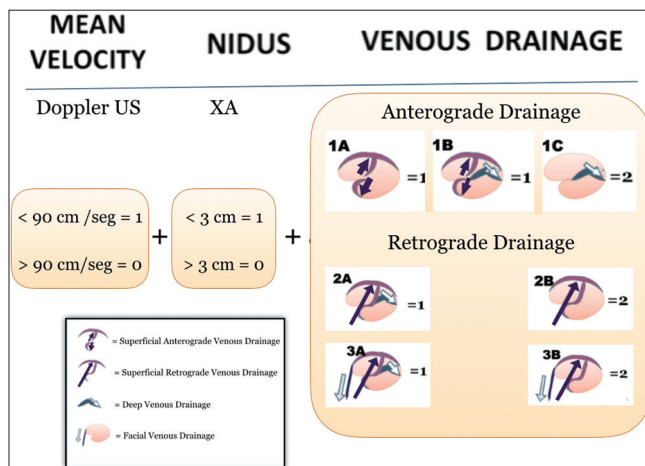 MEAN VELOCITY
NIDUS
VENOUS DRAINAGE
Doppler US
XA
Anterograde Drainage
1A
=1
1B
=1
1C
=2
< 90 cm /seg = 1
> 90 cm/seg = 0
+
< 3 cm = 1
> 3 cm = 0
+
Retrograde Drainage
2A
=1
2B
=2
3A
=1
3B
=2
= Superficial Anterograde Venous Drainage
= Superficial Retrograde Venous Drainage
= Deep Venous Drainage
= Facial Venous Drainage